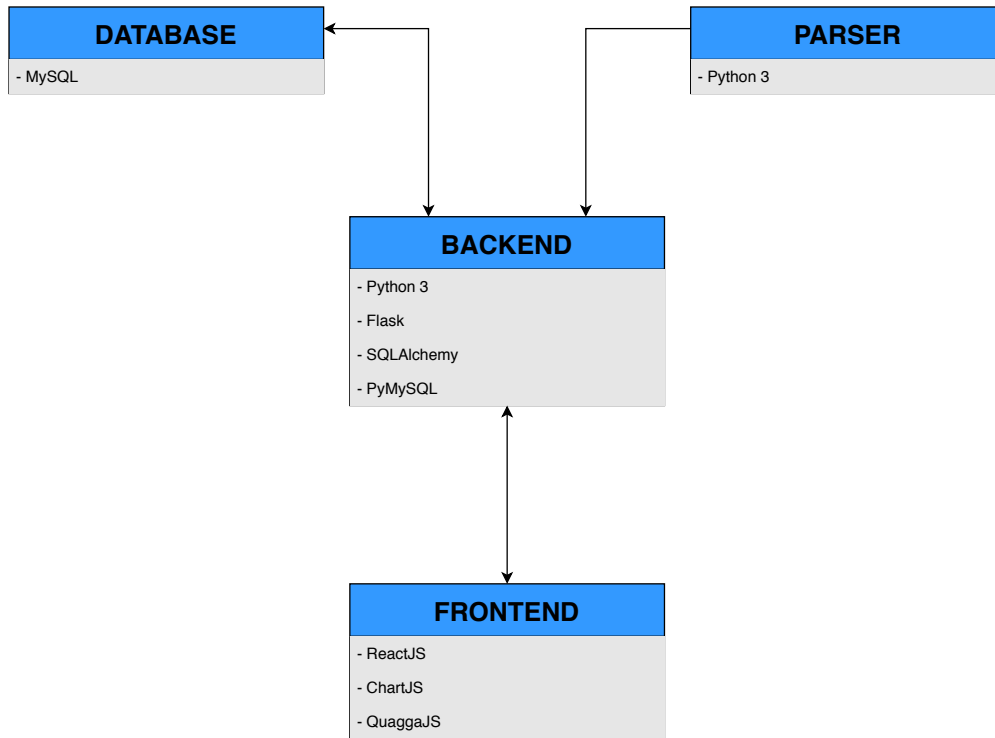 DATABASE
- MySQL
PARSER
- Python 3
BACKEND
- Python 3
- Flask
- SQLAlchemy
- PyMySQL
FRONTEND
- ReactJS
- ChartJS
- QuaggaJS